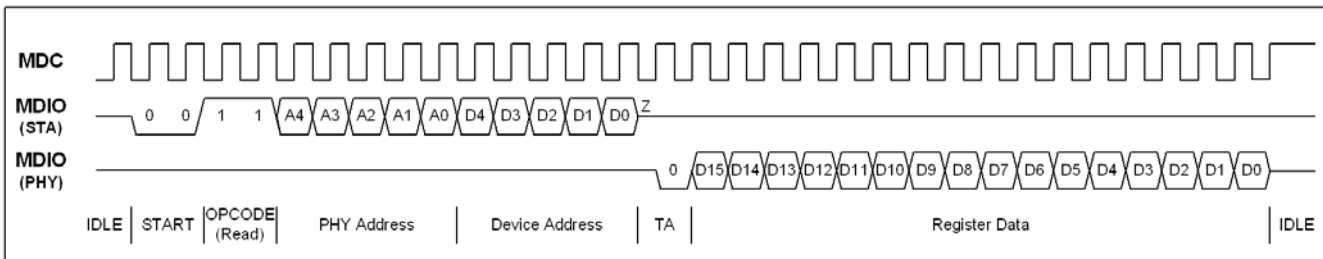 MDC
MDIO
(STA)
0 0 1 1 A4 A3 A2 A1 A0 D4 D3 D2 D1 D0 Z
MDIO
(PHY)
0 D15 D14 D13 D12 D11 D10 D9 D8 D7 D6 D5 D4 D3 D2 D1 D0
IDLE START OPCODE (Read) PHY Address Device Address TA Register Data IDLE